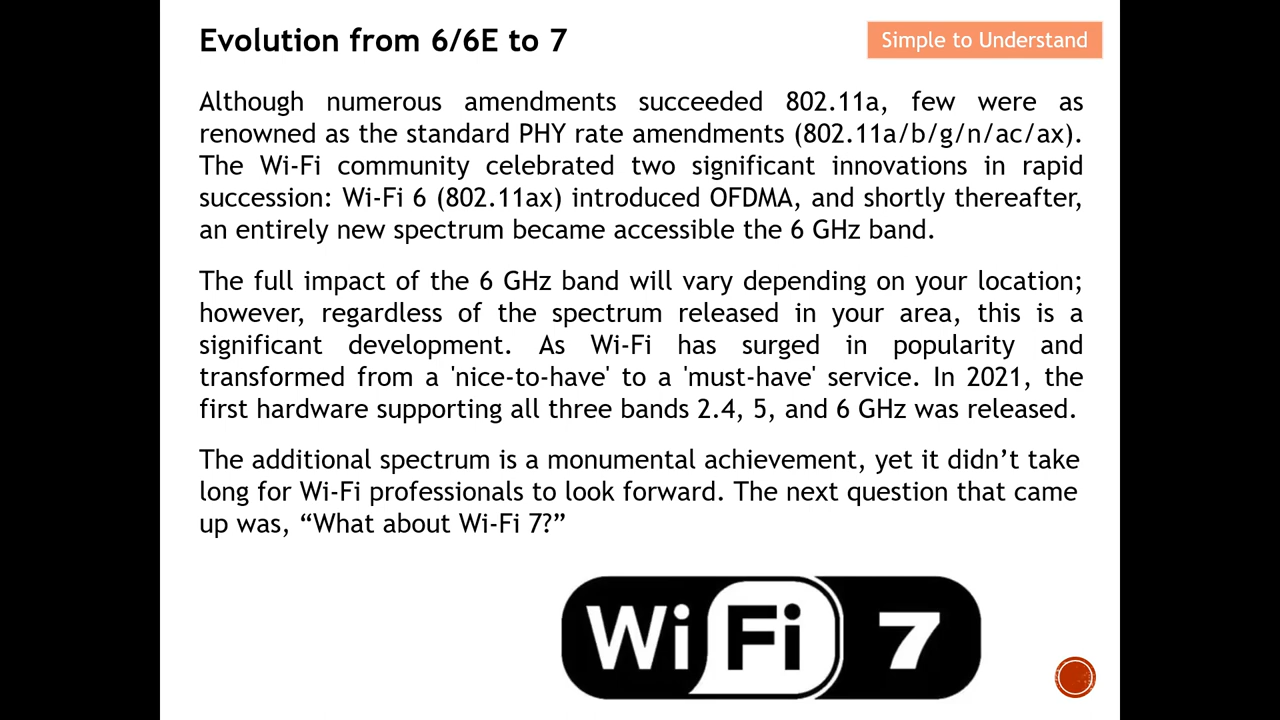 Evolution from 6/6E to 7
Simple to Understand
Although numerous amendments succeeded 802.11a, few were as
renowned as the standard PHY rate amendments (802.11a/b/g/n/ac/ax).
The Wi-Fi community celebrated two significant innovations in rapid
succession: Wi-Fi 6 (802.11ax) introduced OFDMA, and shortly thereafter,
an entirely new spectrum became accessible the 6 GHz band.
The full impact of the 6 GHz band will vary depending on your location;
however, regardless of the spectrum released in your area, this is a
significant development. As Wi-Fi has surged in popularity and
transformed from a 'nice-to-have' to a 'must-have' service. In 2021, the
first hardware supporting all three bands 2.4, 5, and 6 GHz was released.
The additional spectrum is a monumental achievement, yet it didn’t take
long for Wi-Fi professionals to look forward. The next question that came
up was, “What about Wi-Fi 7?”
Wi Fi 7